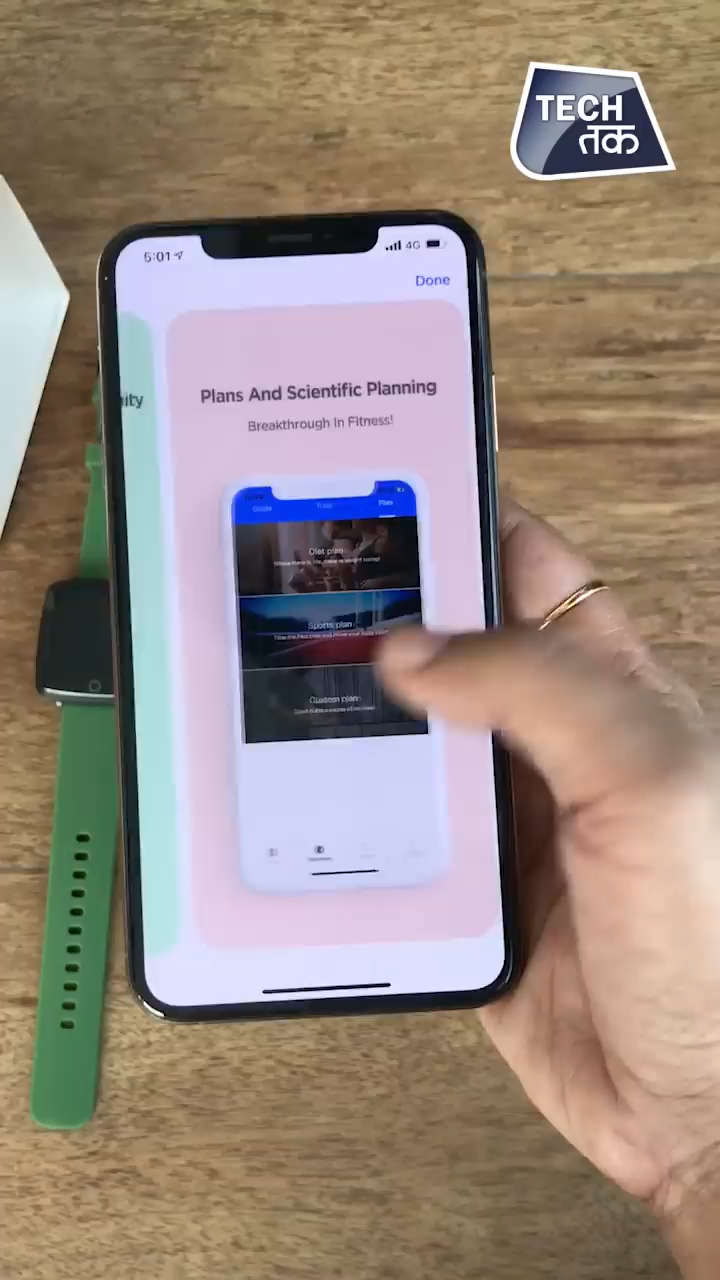 TECH
तक
5:01
4G
Done
ity
Plans And Scientific Planning
Breakthrough In Fitness!
Plan
Diet plan
Sports plan
Custom plan